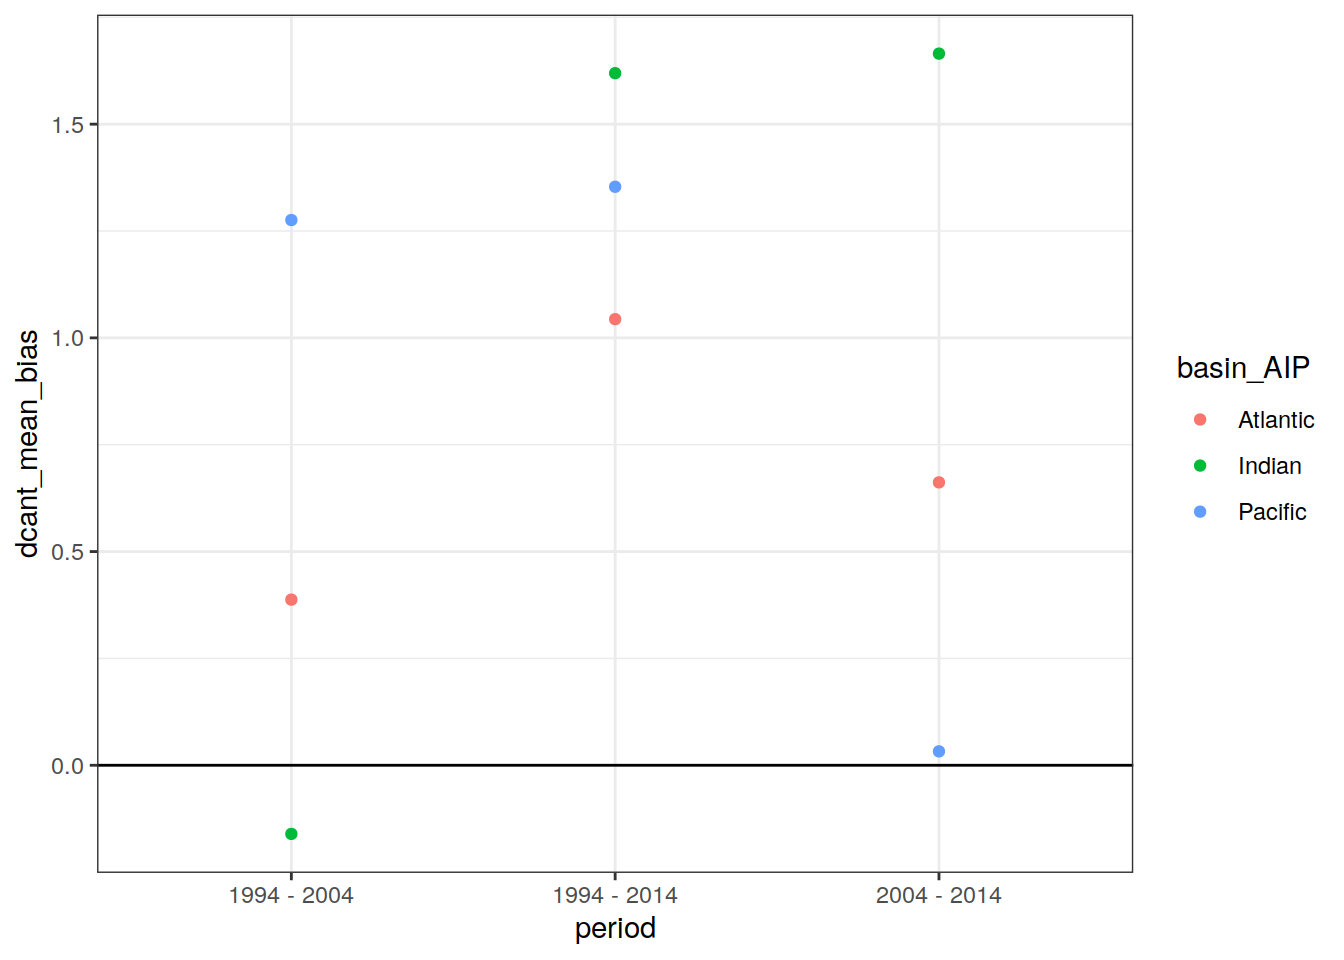 dcant_mean_bias
1.5
1.0
0.5
0.0
1994 - 2004
1994 - 2014
2004 - 2014
period
basin_AIP
Atlantic
Indian
Pacific